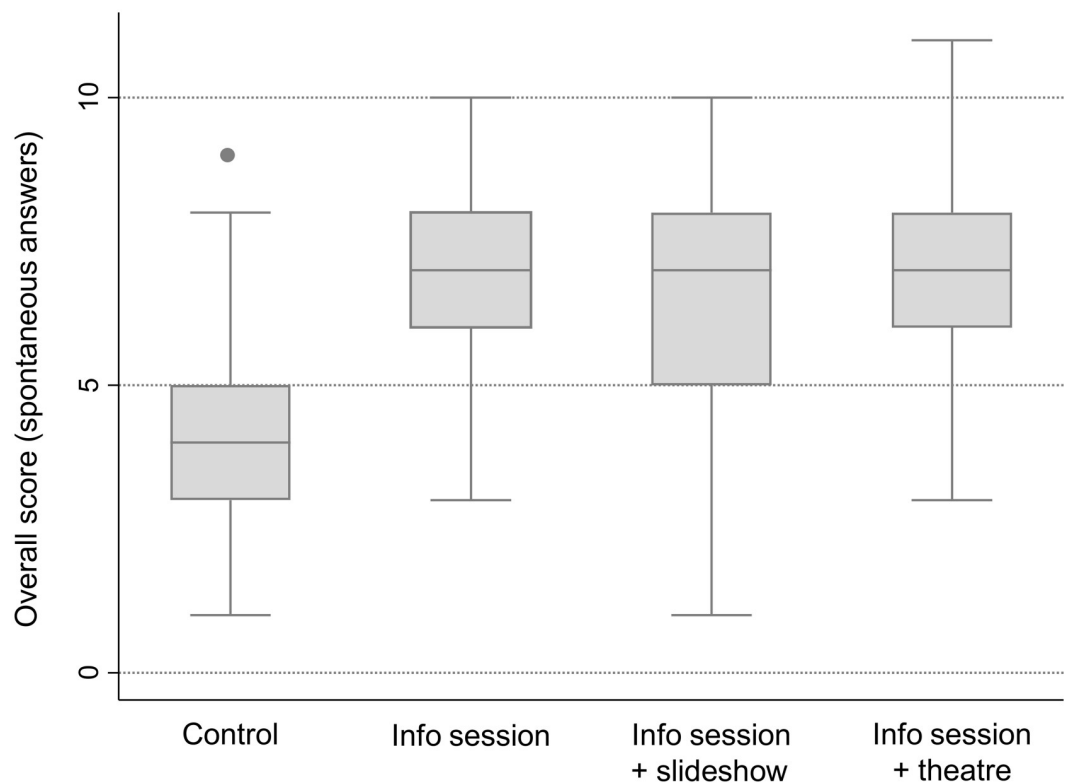 Overall score (spontaneous answers)
10
5
0
Control
Info session
Info session
+ slideshow
Info session
+ theatre